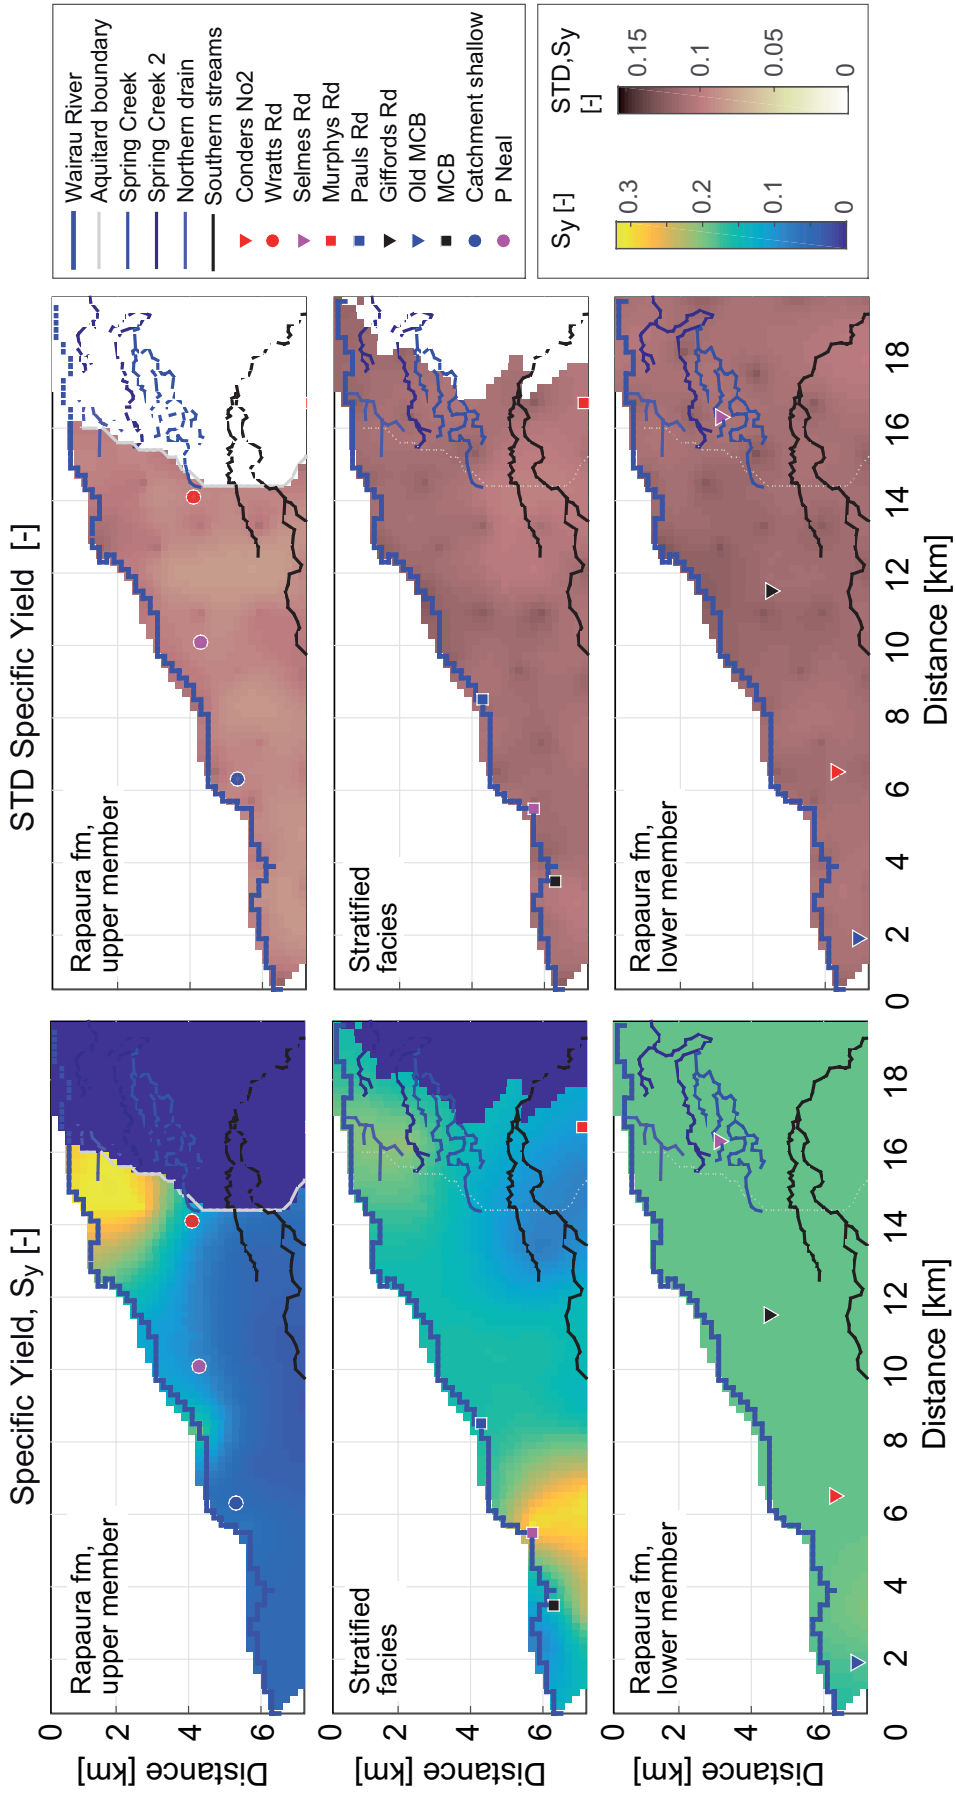 Specific Yield, Sy [-]
STD Specific Yield [-]
Rapaura fm,
upper member
Rapaura fm,
upper member
0
2
4
6
Distance
[km]
Stratified
facies
Stratified
facies
0
2
4
6
Distance
[km]
Rapaura fm,
lower member
Rapaura fm,
lower member
0
2
4
6
Distance
[km]
0 2 4 6 8 10 12 14 16 18
Distance [km]
0 2 4 6 8 10 12 14 16 18
Distance [km]
Wairau River
Aquitard boundary
Spring Creek
Spring Creek 2
Northern drain
Southern streams
Conders No2
Wratts Rd
Selmes Rd
Murphys Rd
Pauls Rd
Giffords Rd
Old MCB
MCB
Catchment shallow
P Neal
Sy [-]
0.3
0.2
0.1
0
STD,Sy
[-]
0.15
0.1
0.05
0